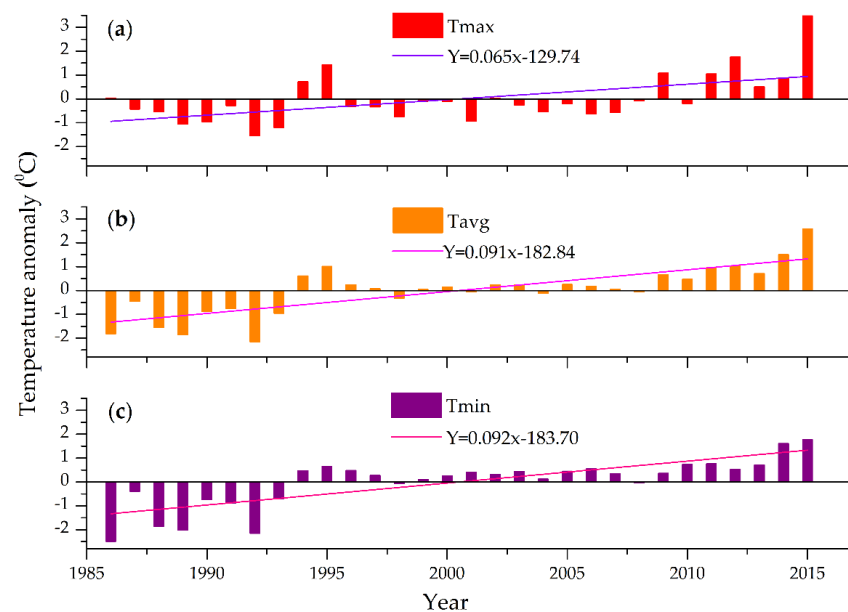 Temperature anomaly (⁰C)
(a)
Tmax
Y=0.065x-129.74
3
2
1
0
-1
-2
(b)
Tavg
Y=0.091x-182.84
3
2
1
0
-1
-2
(c)
Tmin
Y=0.092x-183.70
3
2
1
0
-1
-2
1985 1990 1995 2000 2005 2010 2015
Year